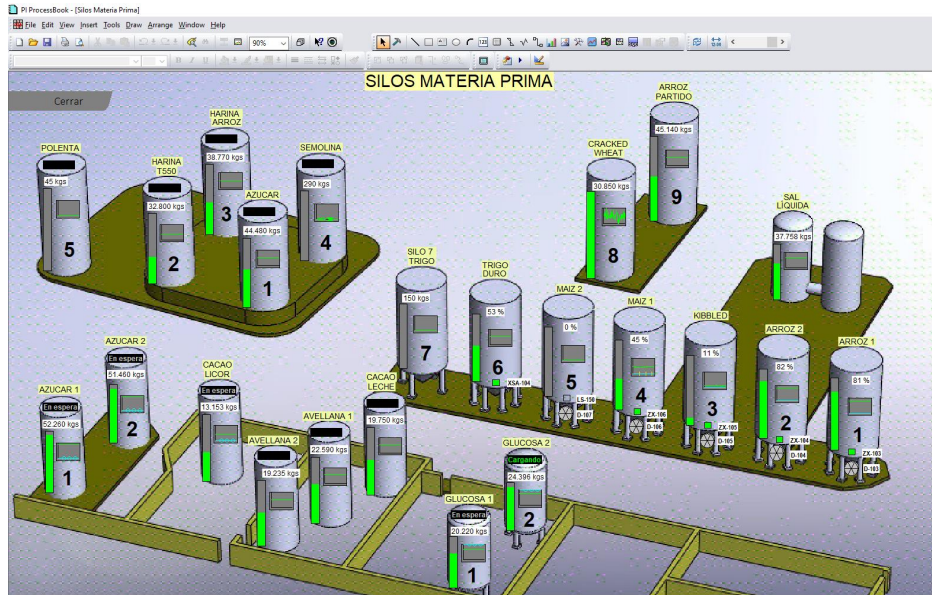 PI ProcessBook - [Silos Materia Prima]
File Edit View Insert Tools Draw Arrange Window Help
90%
123
SILOS MATERIA PRIMA
Cerrar
ARROZ
PARTIDO
45.140 kgs
9
HARINA
ARROZ
38.770 kgs
3
POLENTA
45 kgs
5
HARINA
T550
32.800 kgs
2
SEMOLINA
290 kgs
4
AZUCAR
44.480 kgs
1
CRACKED
WHEAT
30.850 kgs
8
SAL
LÍQUIDA
37.758 kgs
SILO 7
TRIGO
150 kgs
7
TRIGO
DURO
53 %
6
XSA-104
MAIZ 2
0 %
5
LS-150
D-107
MAIZ 1
45 %
4
ZX-106
D-106
KIBBLED
11 %
3
ZX-105
D-105
ARROZ 2
82 %
2
ZX-104
D-104
ARROZ 1
81 %
1
ZX-103
D-103
AZUCAR 2
En espera
51.460 kgs
2
AZUCAR 1
En espera
52.260 kgs
1
CACAO
LICOR
En espera
13.153 kgs
CACAO
LECHE
19.750 kgs
AVELLANA 1
22.590 kgs
AVELLANA 2
19.235 kgs
GLUCOSA 2
Cargando
24.396 kgs
2
GLUCOSA 1
En espera
20.220 kgs
1